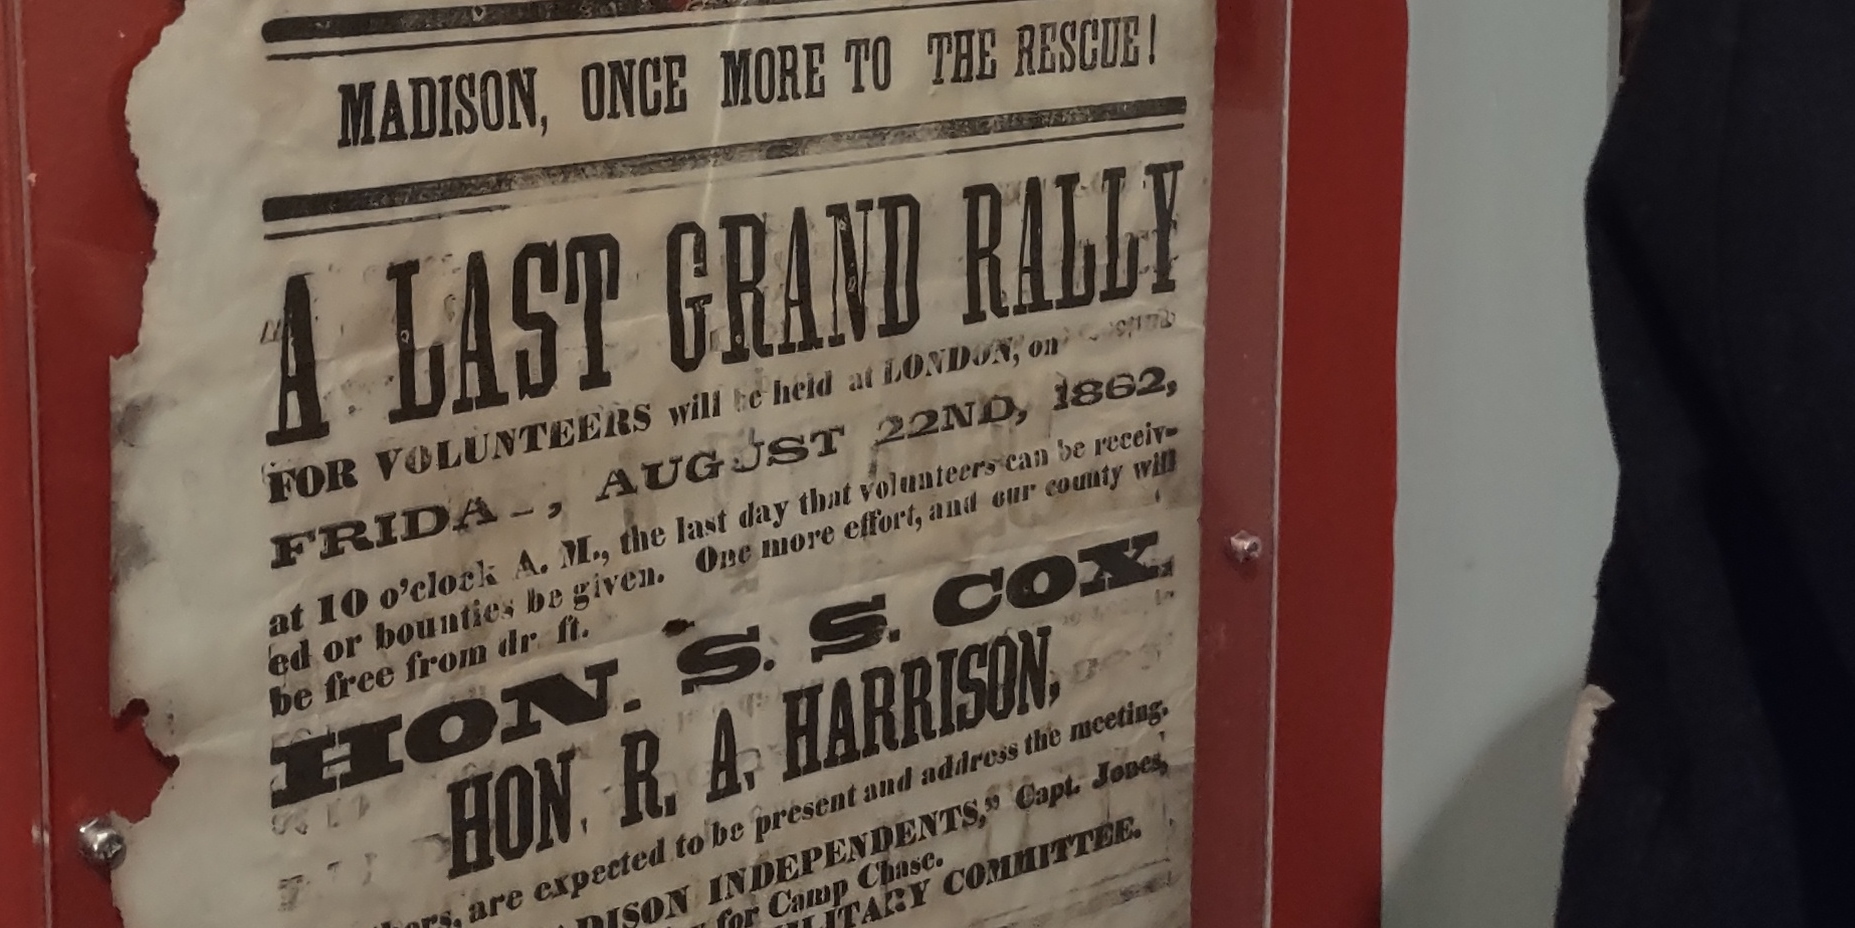 MADISON, ONCE MORE TO THE RESCUE!
A LAST GRAND RALLY
FOR VOLUNTEERS will be held at LONDON, on
FRIDA , AUGUST 22ND, 1862,
at 10 o'clock A. M., the last day that volunteers can be receiv-
ed or bounties be given. One more effort, and our county will
be free from dr ft.
HON. S. S. COX,
HON. R. A. HARRISON,
hers, are expected to be present and address the meeting.
ADISON INDEPENDENTS," Capt. Jones,
for Camp Chase.
ILITARY COMMITTEE.